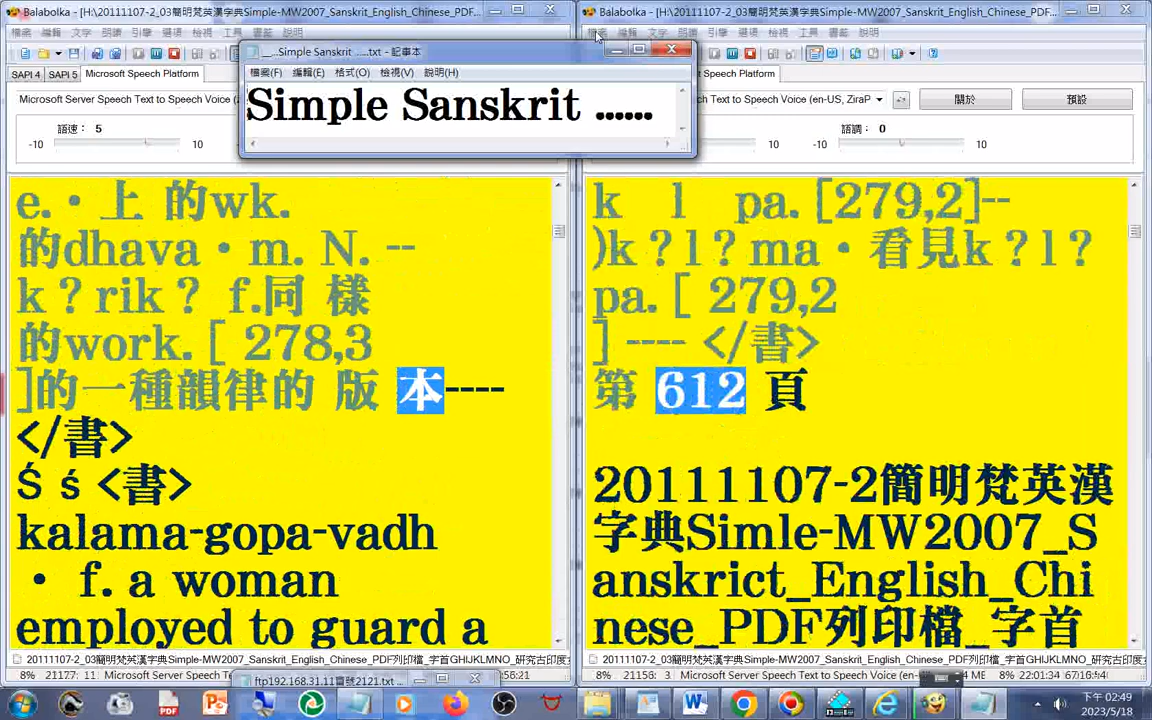 Balabolka - [H:\20111107-2_03簡明梵英漢字典Simple-MW2007_Sanskrit_English_Chinese_PDF...
Balabolka - [H:\20111107-2_03簡明梵英漢字典Simple-MW2007_Sanskrit_English_Chinese_PDF...
檔案 編輯 文字 朗讀 引擎 選項
說明
__...Simple Sanskrit ......txt - 記事本
檔案(F) 編輯(E) 格式(O) 檢視(V) 說明(H)
Simple Sanskrit ......
SAPI 4 SAPI 5 Microsoft Speech Platform
t Speech Platform
Microsoft Server Speech Text to Speech Voice (
ch Text to Speech Voice (en-US, ZiraP
關於 預設
語速: 5
語調: 0
-10 10
10 -10 10
e.‧上 的wk.
的dhava‧m. N. --
k？rik？ f.同 樣
的work. [ 278,3
]的一種韻律的 版 本----
</書>
Ś ś <書>
kalama-gopa-vadh
‧ f. a woman
employed to guard a
k l pa. [279,2]--
)k？l？ma‧看見k？l？
pa. [ 279,2
] ---- </書>
第 612 頁
20111107-2簡明梵英漢
字典Simle-MW2007_S
anskrict_English_Chi
nese_PDF列印檔_字首
20111107-2_03簡明梵英漢字典Simple-MW2007_Sanskrit_English_Chinese_PDF列印檔_字首GHIJKLMNO_研究古印度
20111107-2_03簡明梵英漢字典Simple-MW2007_Sanskrit_English_Chinese_PDF列印檔_字首GHIJKLMNO_研究古印度
8% 21177: 11 Microsoft Server Speech
ftp192.168.31.11冒號2121.txt ...
:56:21
8% 21156: 3 Microsoft Server Speech Text to Speech
8% 22:01:34
下午 02:49
2023/5/18